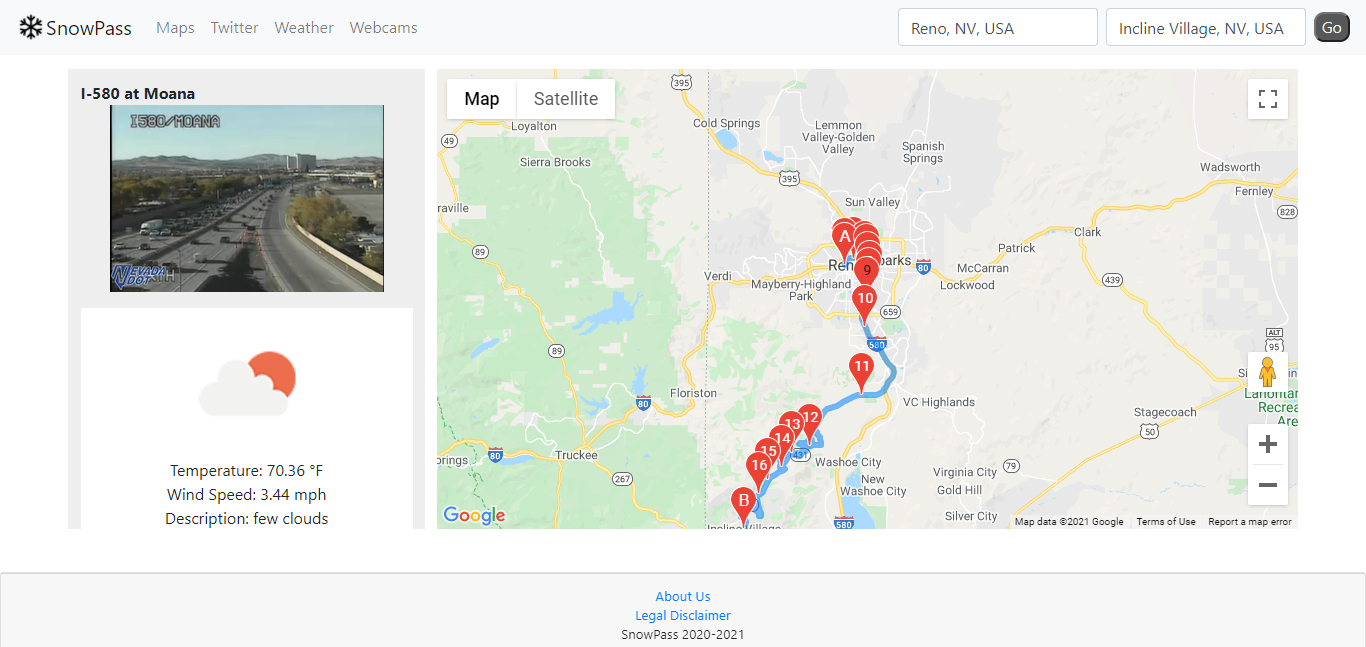 SnowPass
Maps Twitter Weather Webcams
Reno, NV, USA
Incline Village, NV, USA
Go
I-580 at Moana
I580/MOANA
NEVADA
DOT
Temperature: 70.36 °F
Wind Speed: 3.44 mph
Description: few clouds
Map Satellite
395
Cold Springs
Loyalton
Lemmon
Valley-Golden
Valley
49
Sierra Brooks
Spanish
Springs
Wadsworth
395
Fernley
Sun Valley
raville
828
A
Clark
89
Patrick
Ren
arks
9
80
McCarran
Verdi
Lockwood
439
Mayberry-Highland
Park
10
659
ALT
95
580
89
11
Floriston
80
VC Highlands
Lahontan
Recrea
Are
12
Stagecoach
13
50
14
15
431
Truckee
80
prings
16
Washoe City
267
Virginia City
79
New
Washoe City
Gold Hill
B
Silver City
Google
Incline Village
580
Map data ©2021 Google
Terms of Use
Report a map error
About Us
Legal Disclaimer
SnowPass 2020-2021